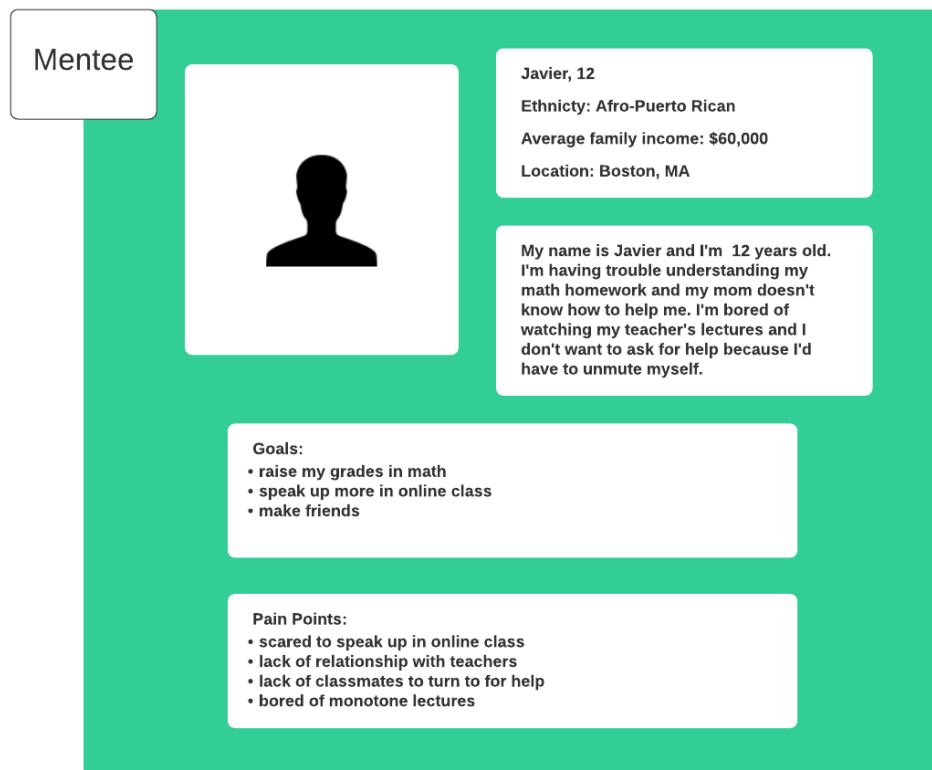 Mentee
Javier, 12
Ethnicty: Afro-Puerto Rican
Average family income: $60,000
Location: Boston, MA
My name is Javier and I'm  12 years old.
I'm having trouble understanding my
math homework and my mom doesn't
know how to help me. I'm bored of
watching my teacher's lectures and I
don't want to ask for help because I'd
have to unmute myself.
Goals:
• raise my grades in math
• speak up more in online class
• make friends
Pain Points:
• scared to speak up in online class
• lack of relationship with teachers
• lack of classmates to turn to for help
• bored of monotone lectures